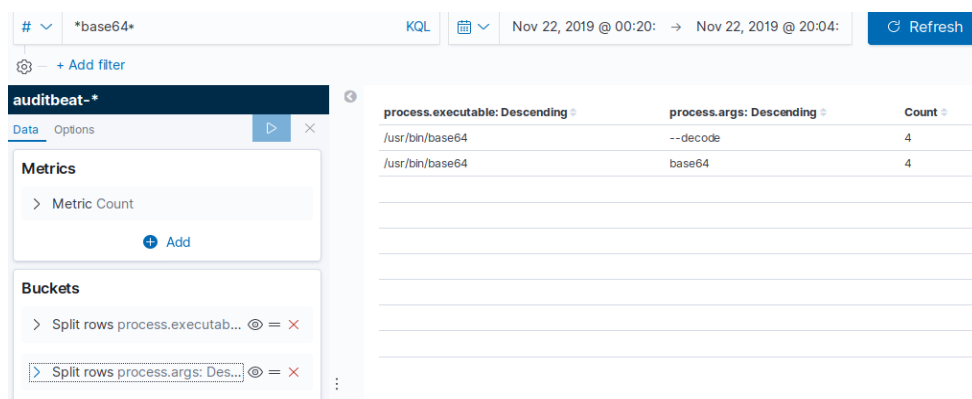 # *base64* KQL Nov 22, 2019 @ 00:20: → Nov 22, 2019 @ 20:04: Refresh
+ Add filter
auditbeat-*
Data Options
Metrics
Metric Count
Add
Buckets
Split rows process.executab...
Split rows process.args: Des...
process.executable: Descending process.args: Descending Count
/usr/bin/base64 --decode 4
/usr/bin/base64 base64 4